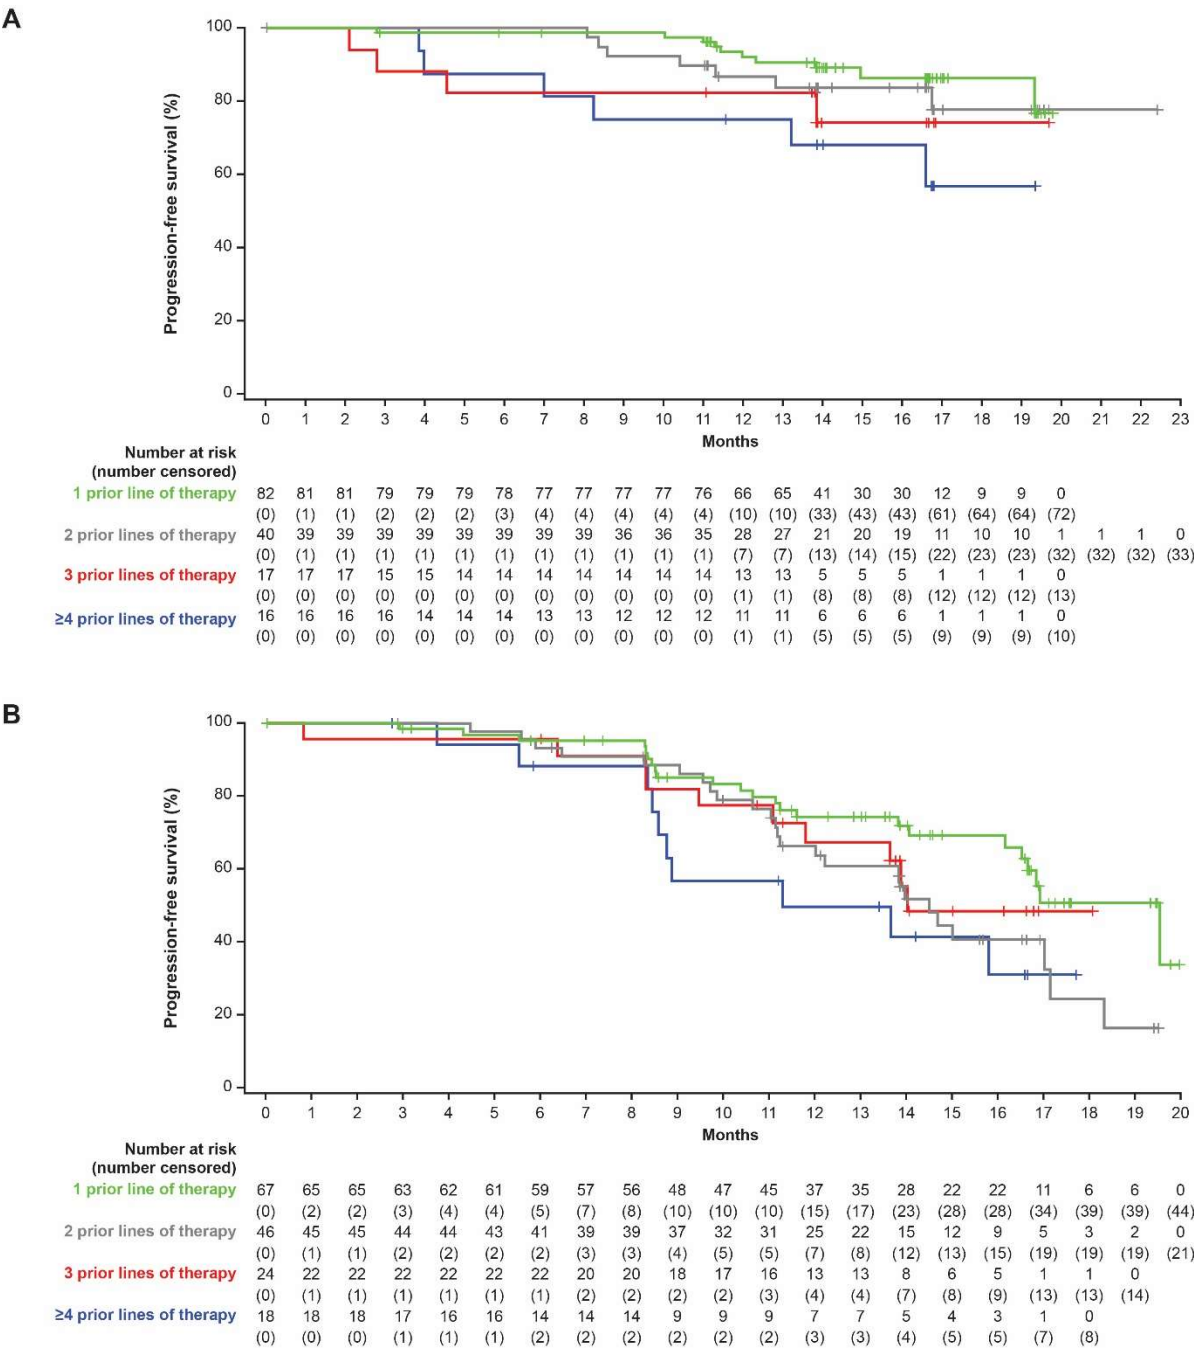 A
100
80
60
40
20
0
Progression-free survival (%)
0 1 2 3 4 5 6 7 8 9 10 11 12 13 14 15 16 17 18 19 20 21 22 23
Months
Number at risk
(number censored)
1 prior line of therapy 82 81 81 79 79 79 78 77 77 77 77 76 66 65 41 30 30 12 9 9 0
(0) (1) (1) (2) (2) (2) (3) (4) (4) (4) (4) (4) (10) (10) (33) (43) (43) (61) (64) (64) (72)
2 prior lines of therapy 40 39 39 39 39 39 39 39 39 36 36 35 28 27 21 20 19 11 10 10 1 1 1 0
(0) (1) (1) (1) (1) (1) (1) (1) (1) (1) (1) (1) (7) (7) (13) (14) (15) (22) (23) (23) (32) (32) (32) (33)
3 prior lines of therapy 17 17 17 15 15 14 14 14 14 14 14 14 13 13 5 5 5 1 1 1 0
(0) (0) (0) (0) (0) (0) (0) (0) (0) (0) (0) (0) (1) (1) (8) (8) (8) (12) (12) (12) (13)
≥4 prior lines of therapy 16 16 16 16 14 14 14 13 13 12 12 12 11 11 6 6 6 1 1 1 0
(0) (0) (0) (0) (0) (0) (0) (0) (0) (0) (0) (0) (1) (1) (5) (5) (5) (9) (9) (9) (10)
B
100
80
60
40
20
0
Progression-free survival (%)
0 1 2 3 4 5 6 7 8 9 10 11 12 13 14 15 16 17 18 19 20
Months
Number at risk
(number censored)
1 prior line of therapy 67 65 65 63 62 61 59 57 56 48 47 45 37 35 28 22 22 11 6 6 0
(0) (2) (2) (3) (4) (4) (5) (7) (8) (10) (10) (10) (15) (17) (23) (28) (28) (34) (39) (39) (44)
2 prior lines of therapy 46 45 45 44 44 43 41 39 39 37 32 31 25 22 15 12 9 5 3 2 0
(0) (1) (1) (2) (2) (2) (2) (3) (3) (4) (5) (5) (7) (8) (12) (13) (15) (19) (19) (19) (21)
3 prior lines of therapy 24 22 22 22 22 22 22 20 20 18 17 16 13 13 8 6 5 1 1 0
(0) (1) (1) (1) (1) (1) (1) (2) (2) (2) (2) (3) (4) (4) (7) (8) (9) (13) (13) (14)
≥4 prior lines of therapy 18 18 18 17 16 16 14 14 14 9 9 9 7 7 5 4 3 1 0
(0) (0) (0) (1) (1) (1) (2) (2) (2) (2) (2) (2) (3) (3) (4) (5) (5) (7) (8)